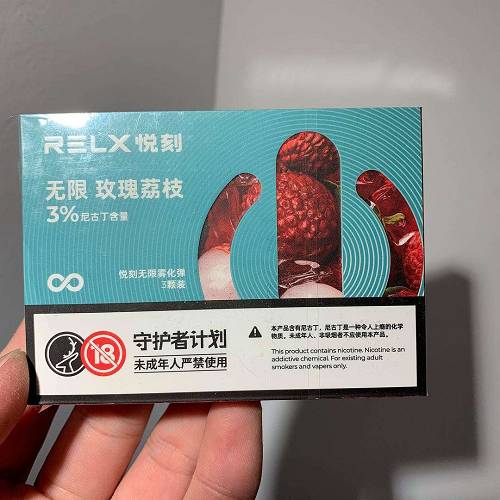 RELX悦刻
无限 玫瑰荔枝
3% 尼古丁含量
悦刻无限雾化弹
3颗装
18
守护者计划
未成年人严禁使用
本产品含有尼古丁，尼古丁是一种令人上瘾的化学
物质。未成年人、非吸烟者不应使用本产品。
This product contains nicotine. Nicotine is an
addictive chemical. For existing adult
smokers and vapers only.